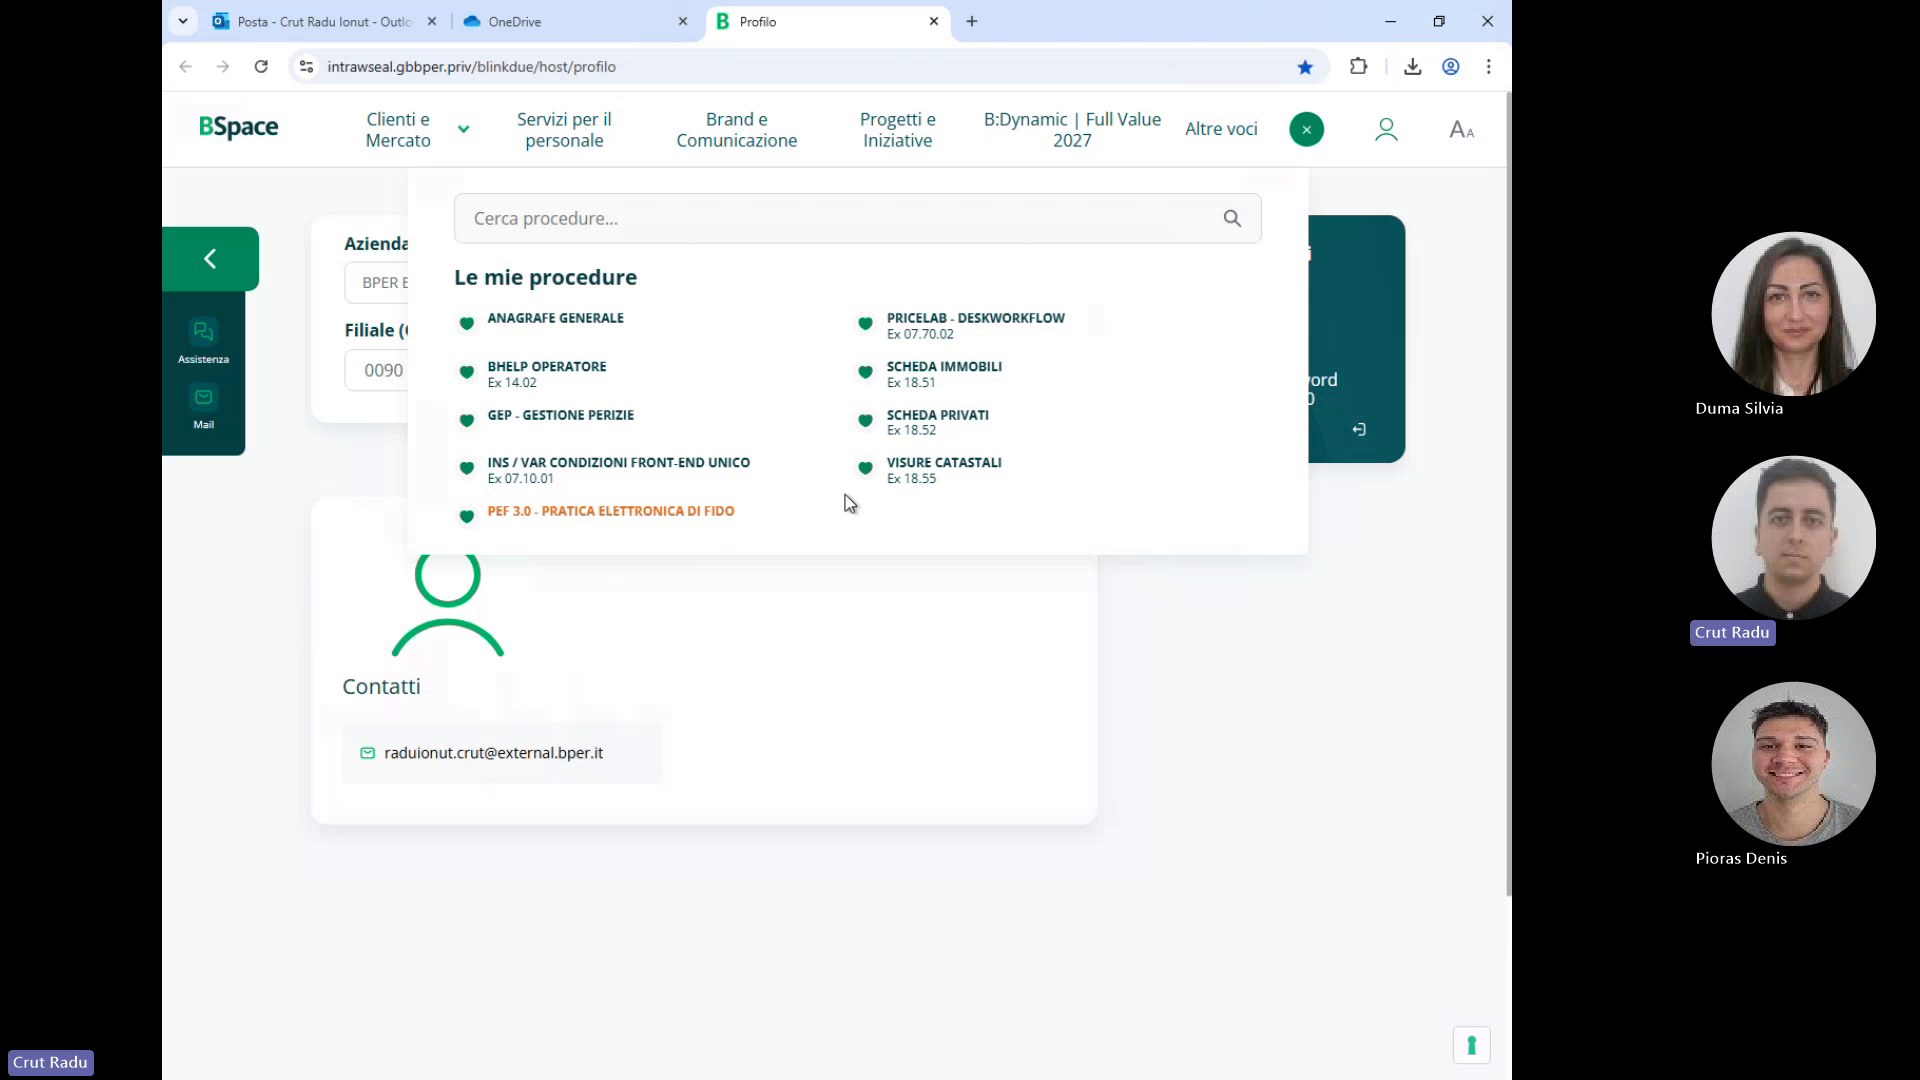 Posta - Crut Radu Ionut - Outlo
OneDrive
Profilo
intrawseal.gbbper.priv/blinkdue/host/profilo
BSpace
Clienti e
Mercato
Servizi per il
personale
Brand e
Comunicazione
Progetti e
Iniziative
B:Dynamic | Full Value
2027
Altre voci
AA
Cerca procedure...
Azienda
BPER B
Filiale (
0090
Le mie procedure
ANAGRAFE GENERALE
BHELP OPERATORE
Ex 14.02
GEP - GESTIONE PERIZIE
INS / VAR CONDIZIONI FRONT-END UNICO
Ex 07.10.01
PEF 3.0 - PRATICA ELETTRONICA DI FIDO
PRICELAB - DESKWORKFLOW
Ex 07.70.02
SCHEDA IMMOBILI
Ex 18.51
SCHEDA PRIVATI
Ex 18.52
VISURE CATASTALI
Ex 18.55
Assistenza
Mail
Contatti
raduionut.crut@external.bper.it
Duma Silvia
Crut Radu
Pioras Denis
Crut Radu